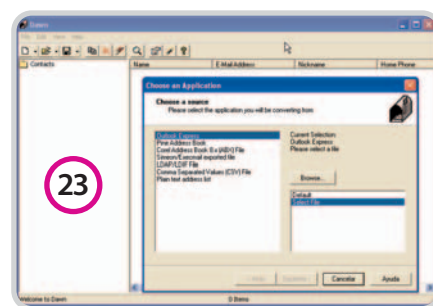 Dawn
File Edit View Help
Contacts
Name E-Mail Address Nickname Home Phone
Choose an Application
Choose a source
Please select the application you will be converting from
Outlook Express
Pine Address Book
Corel Address Book 8.x (ABX) File
Simeon/Execmail exported file
LDAP/LDIF File
Comma Separated Values (CSV) File
Plain text address list
Current Selection:
Outlook Express
Please select a file
Browse...
Default
Select File
Cancelar Ayuda
23
Welcome to Dawn 0 Items